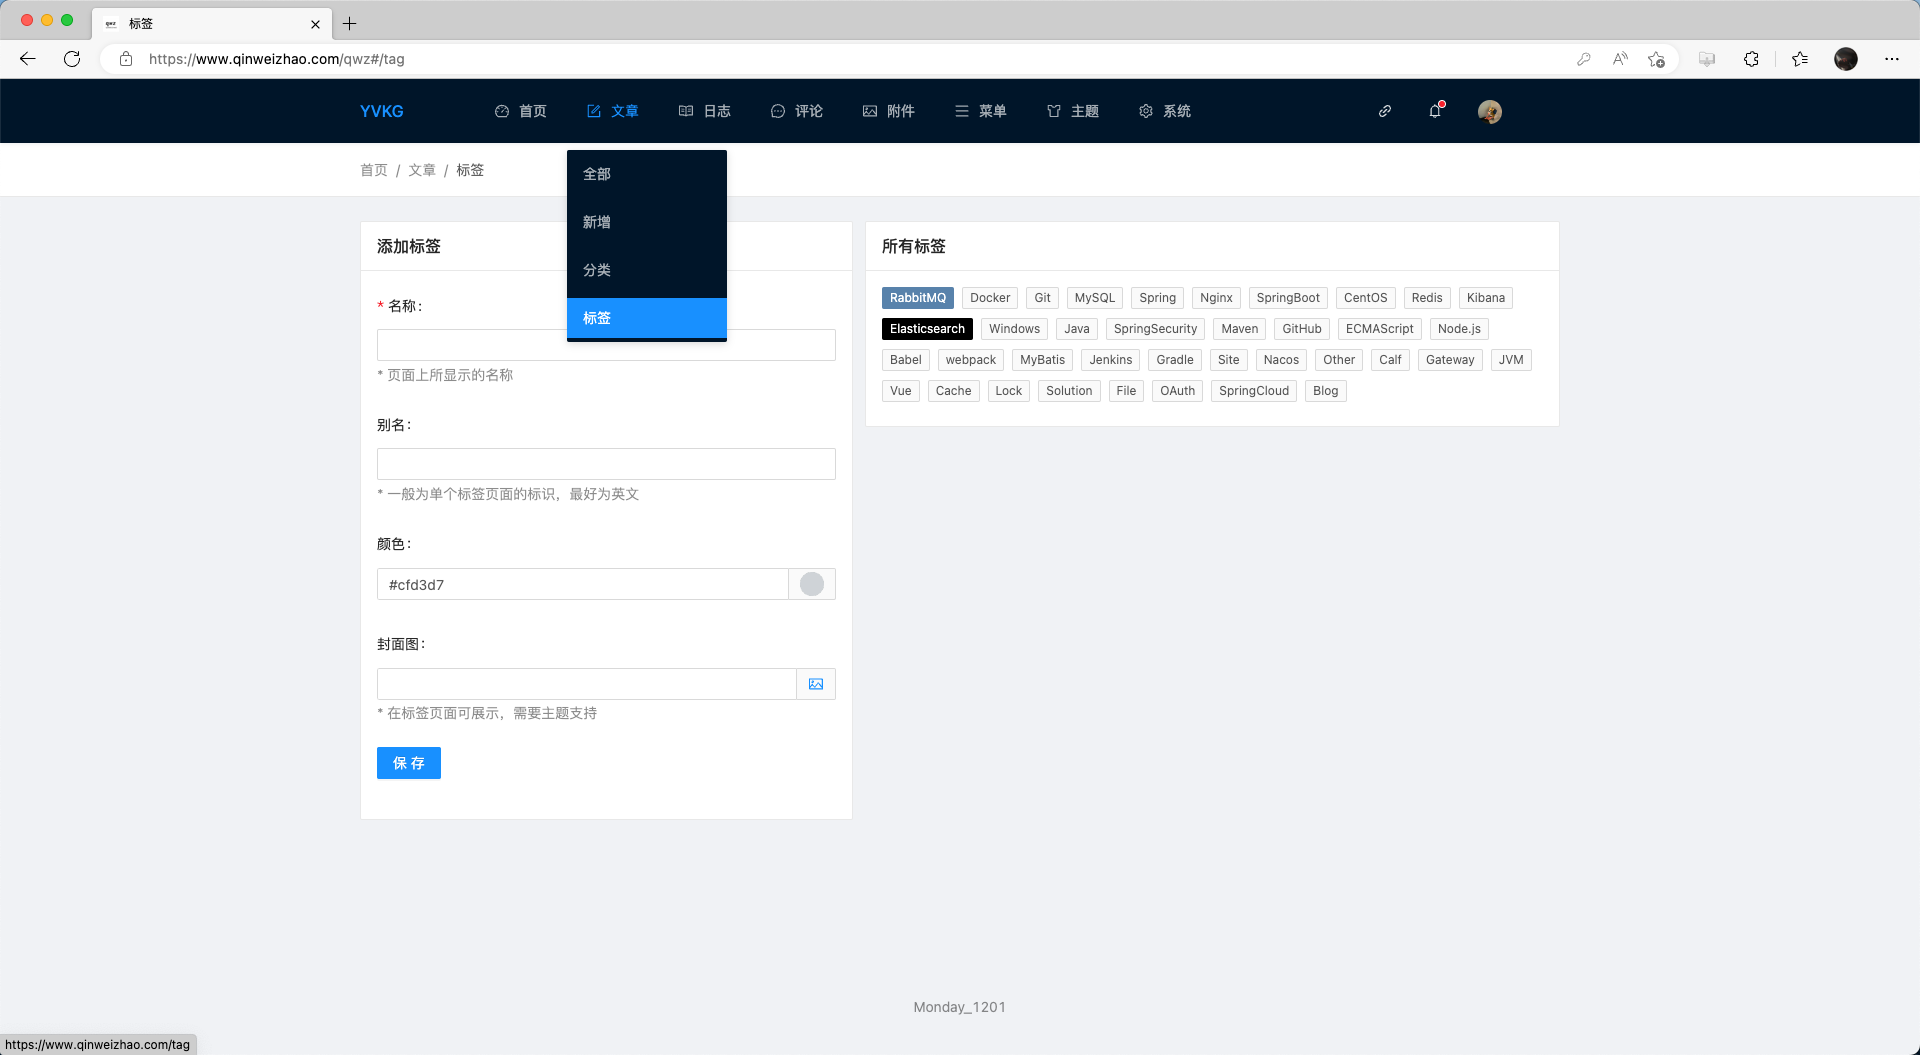 标签
https://www.qinweizhao.com/qwz#/tag
YVKG 首页 文章 日志 评论 附件 菜单 主题 系统
首页 / 文章 / 标签
全部
新增
分类
标签
添加标签
* 名称：
* 页面上所显示的名称
别名：
* 一般为单个标签页面的标识，最好为英文
颜色：
#cfd3d7
封面图：
* 在标签页面可展示，需要主题支持
保 存
所有标签
RabbitMQ Docker Git MySQL Spring Nginx SpringBoot CentOS Redis Kibana
Elasticsearch Windows Java SpringSecurity Maven GitHub ECMAScript Node.js
Babel webpack MyBatis Jenkins Gradle Site Nacos Other Calf Gateway JVM
Vue Cache Lock Solution File OAuth SpringCloud Blog
Monday_1201
https://www.qinweizhao.com/tag